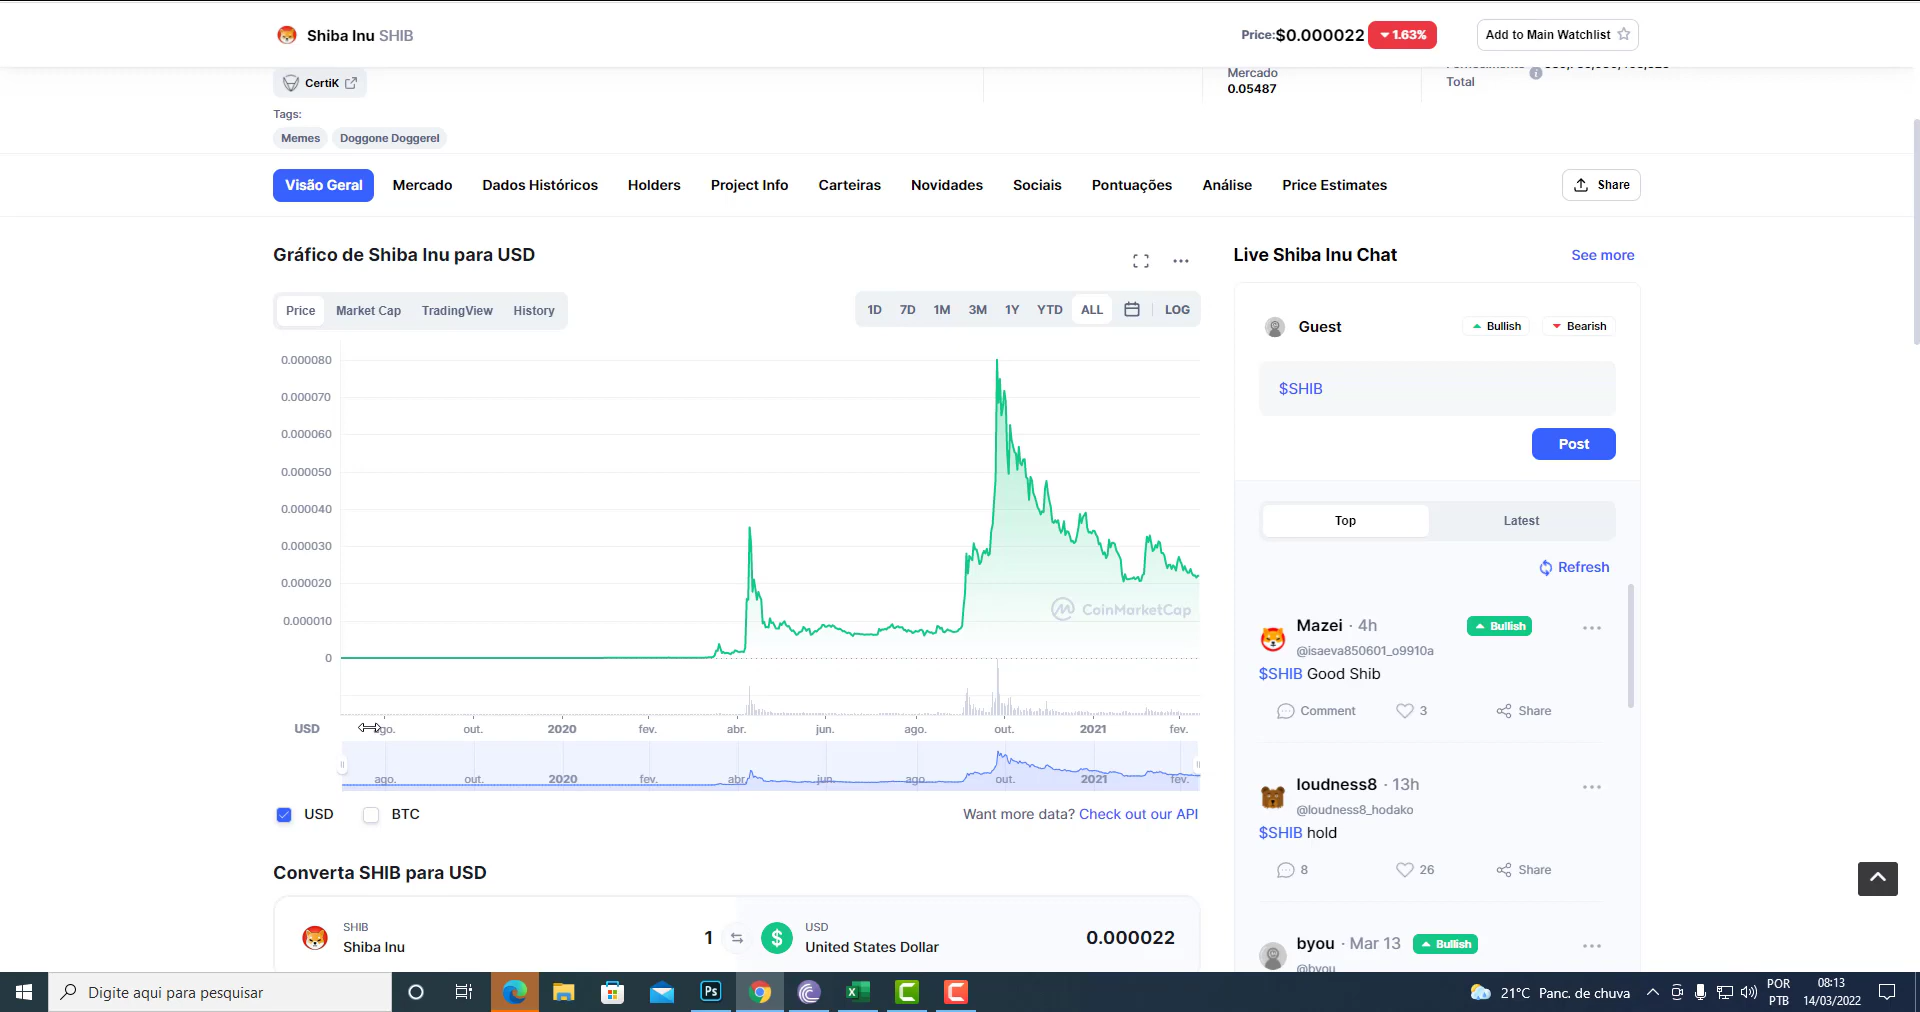 Shiba Inu SHIB
Price:$0.000022 1.63%
Add to Main Watchlist
CertiK
Mercado
0.05487
Total
Tags:
Memes Doggone Doggerel
Visão Geral Mercado Dados Históricos Holders Project Info Carteiras Novidades Sociais Pontuações Análise Price Estimates Share
Gráfico de Shiba Inu para USD
Price Market Cap TradingView History
1D 7D 1M 3M 1Y YTD ALL LOG
0.000080
0.000070
0.000060
0.000050
0.000040
0.000030
0.000020
0.000010
0
CoinMarketCap
USD
go. out. 2020 fev. abr. jun. ago. out. 2021 fev.
ago. out. 2020 fev. abr. jun. ago. out. 2021 fev.
USD BTC
Want more data? Check out our API
Converta SHIB para USD
SHIB
Shiba Inu
1
USD
United States Dollar
0.000022
Live Shiba Inu Chat See more
Guest Bullish Bearish
$SHIB
Post
Top Latest
Refresh
Mazei · 4h Bullish
@isaeva850601_o9910a
$SHIB Good Shib
Comment 3 Share
loudness8 · 13h
@loudness8_hodako
$SHIB hold
8 26 Share
byou · Mar 13 Bullish
@byou
Digite aqui para pesquisar
Ps
21°C Panc. de chuva
POR
PTB
08:13
14/03/2022